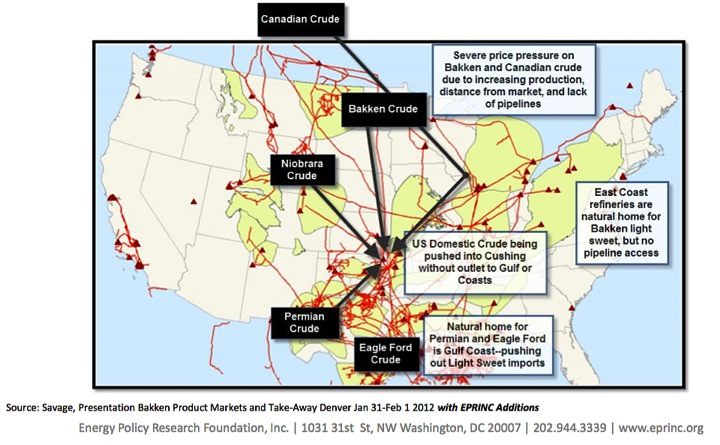 Canadian Crude
Severe price pressure on
Bakken and Canadian crude
due to increasing production,
distance from market, and
lack of pipelines
Bakken Crude
Niobrara
Crude
East Coast
refineries are
natural home for
Bakken light
sweet, but no
pipeline access
US Domestic Crude being
pushed into Cushing
without outlet to Gulf or
Coasts
Permian
Crude
Eagle Ford
Crude
Natural home for
Permian and Eagle Ford
is Gulf Coast--pushing
out Light Sweet imports
Source: Savage, Presentation Bakken Product Markets and Take-Away Denver Jan 31-Feb 1 2012 with EPRINC Additions
Energy Policy Research Foundation, Inc. | 1031 31st St, NW Washington, DC 20007 | 202.944.3339 | www.eprinc.org